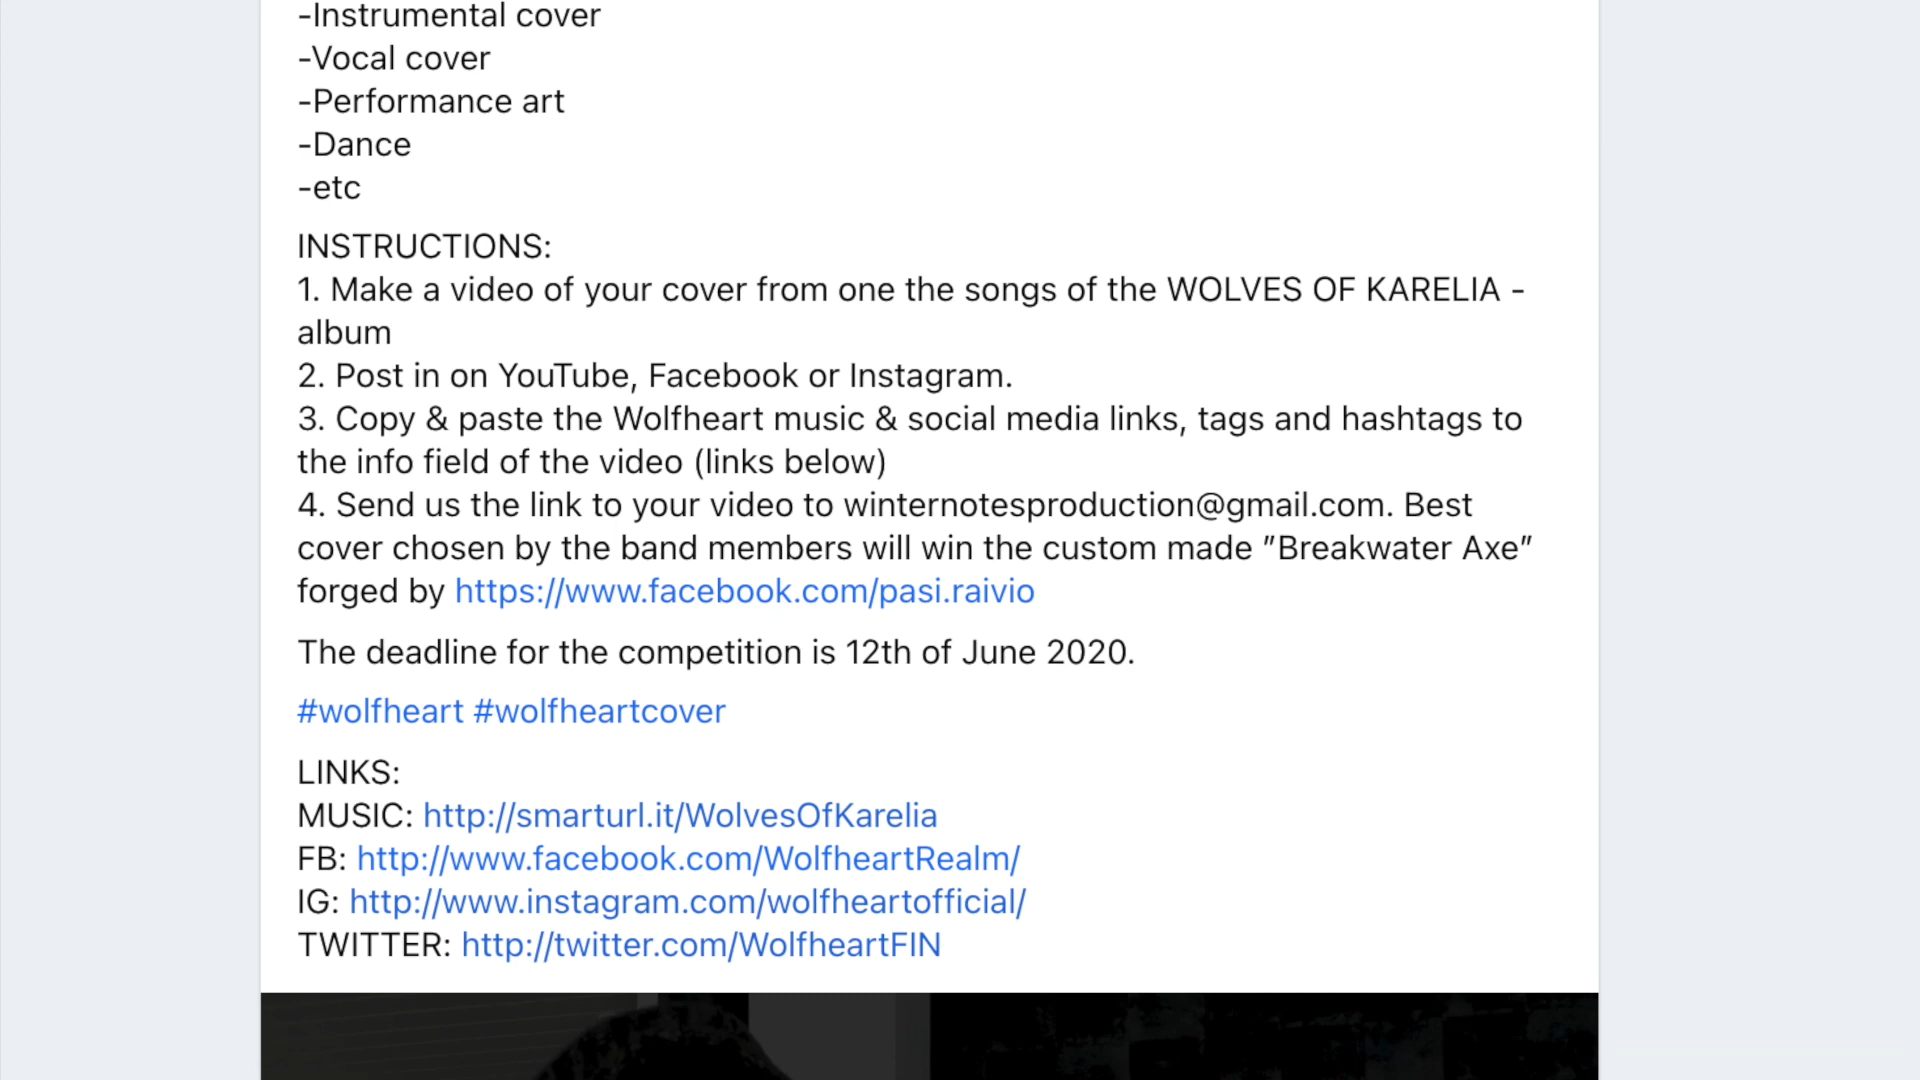 -Instrumental cover
-Vocal cover
-Performance art
-Dance
-etc
INSTRUCTIONS:
1. Make a video of your cover from one the songs of the WOLVES OF KARELIA -
album
2. Post in on YouTube, Facebook or Instagram.
3. Copy & paste the Wolfheart music & social media links, tags and hashtags to
the info field of the video (links below)
4. Send us the link to your video to winternotesproduction@gmail.com. Best
cover chosen by the band members will win the custom made ”Breakwater Axe”
forged by https://www.facebook.com/pasi.raivio
The deadline for the competition is 12th of June 2020.
#wolfheart #wolfheartcover
LINKS:
MUSIC: http://smarturl.it/WolvesOfKarelia
FB: http://www.facebook.com/WolfheartRealm/
IG: http://www.instagram.com/wolfheartofficial/
TWITTER: http://twitter.com/WolfheartFIN